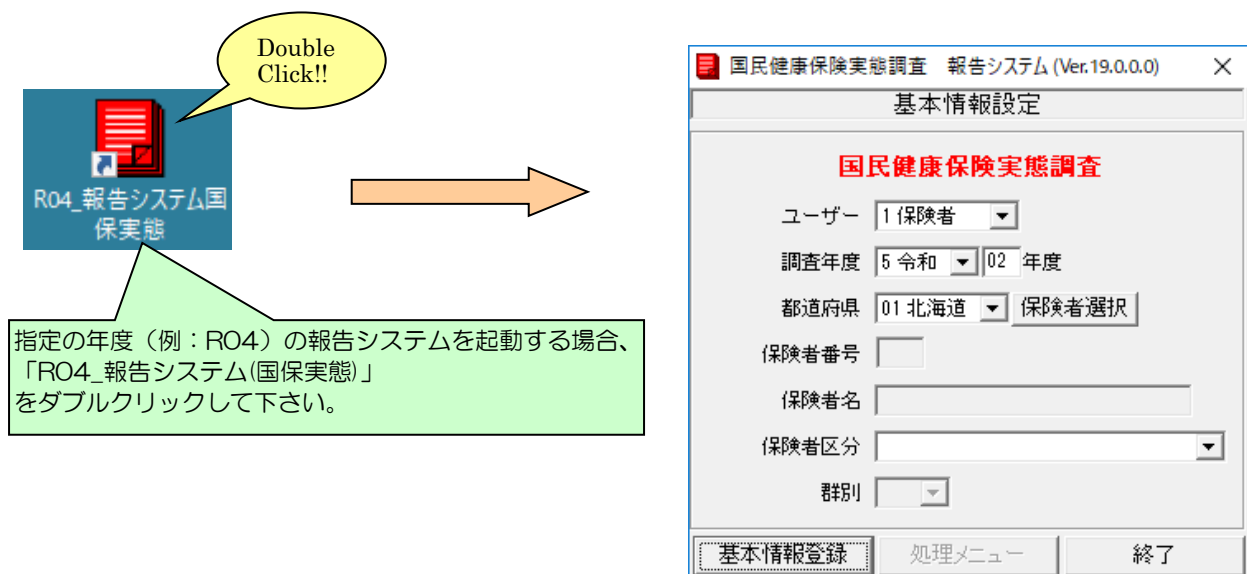 Double
Click!!
R04_報告システム国
保実態
指定の年度（例：R04）の報告システムを起動する場合、
「R04_報告システム(国保実態)」
をダブルクリックして下さい。
国民健康保険実態調査　報告システム (Ver.19.0.0.0)
基本情報設定
国民健康保険実態調査
ユーザー 1 保険者
調査年度 5 令和 02 年度
都道府県 01 北海道 保険者選択
保険者番号
保険者名
保険者区分
群別
基本情報登録 処理メニュー 終了